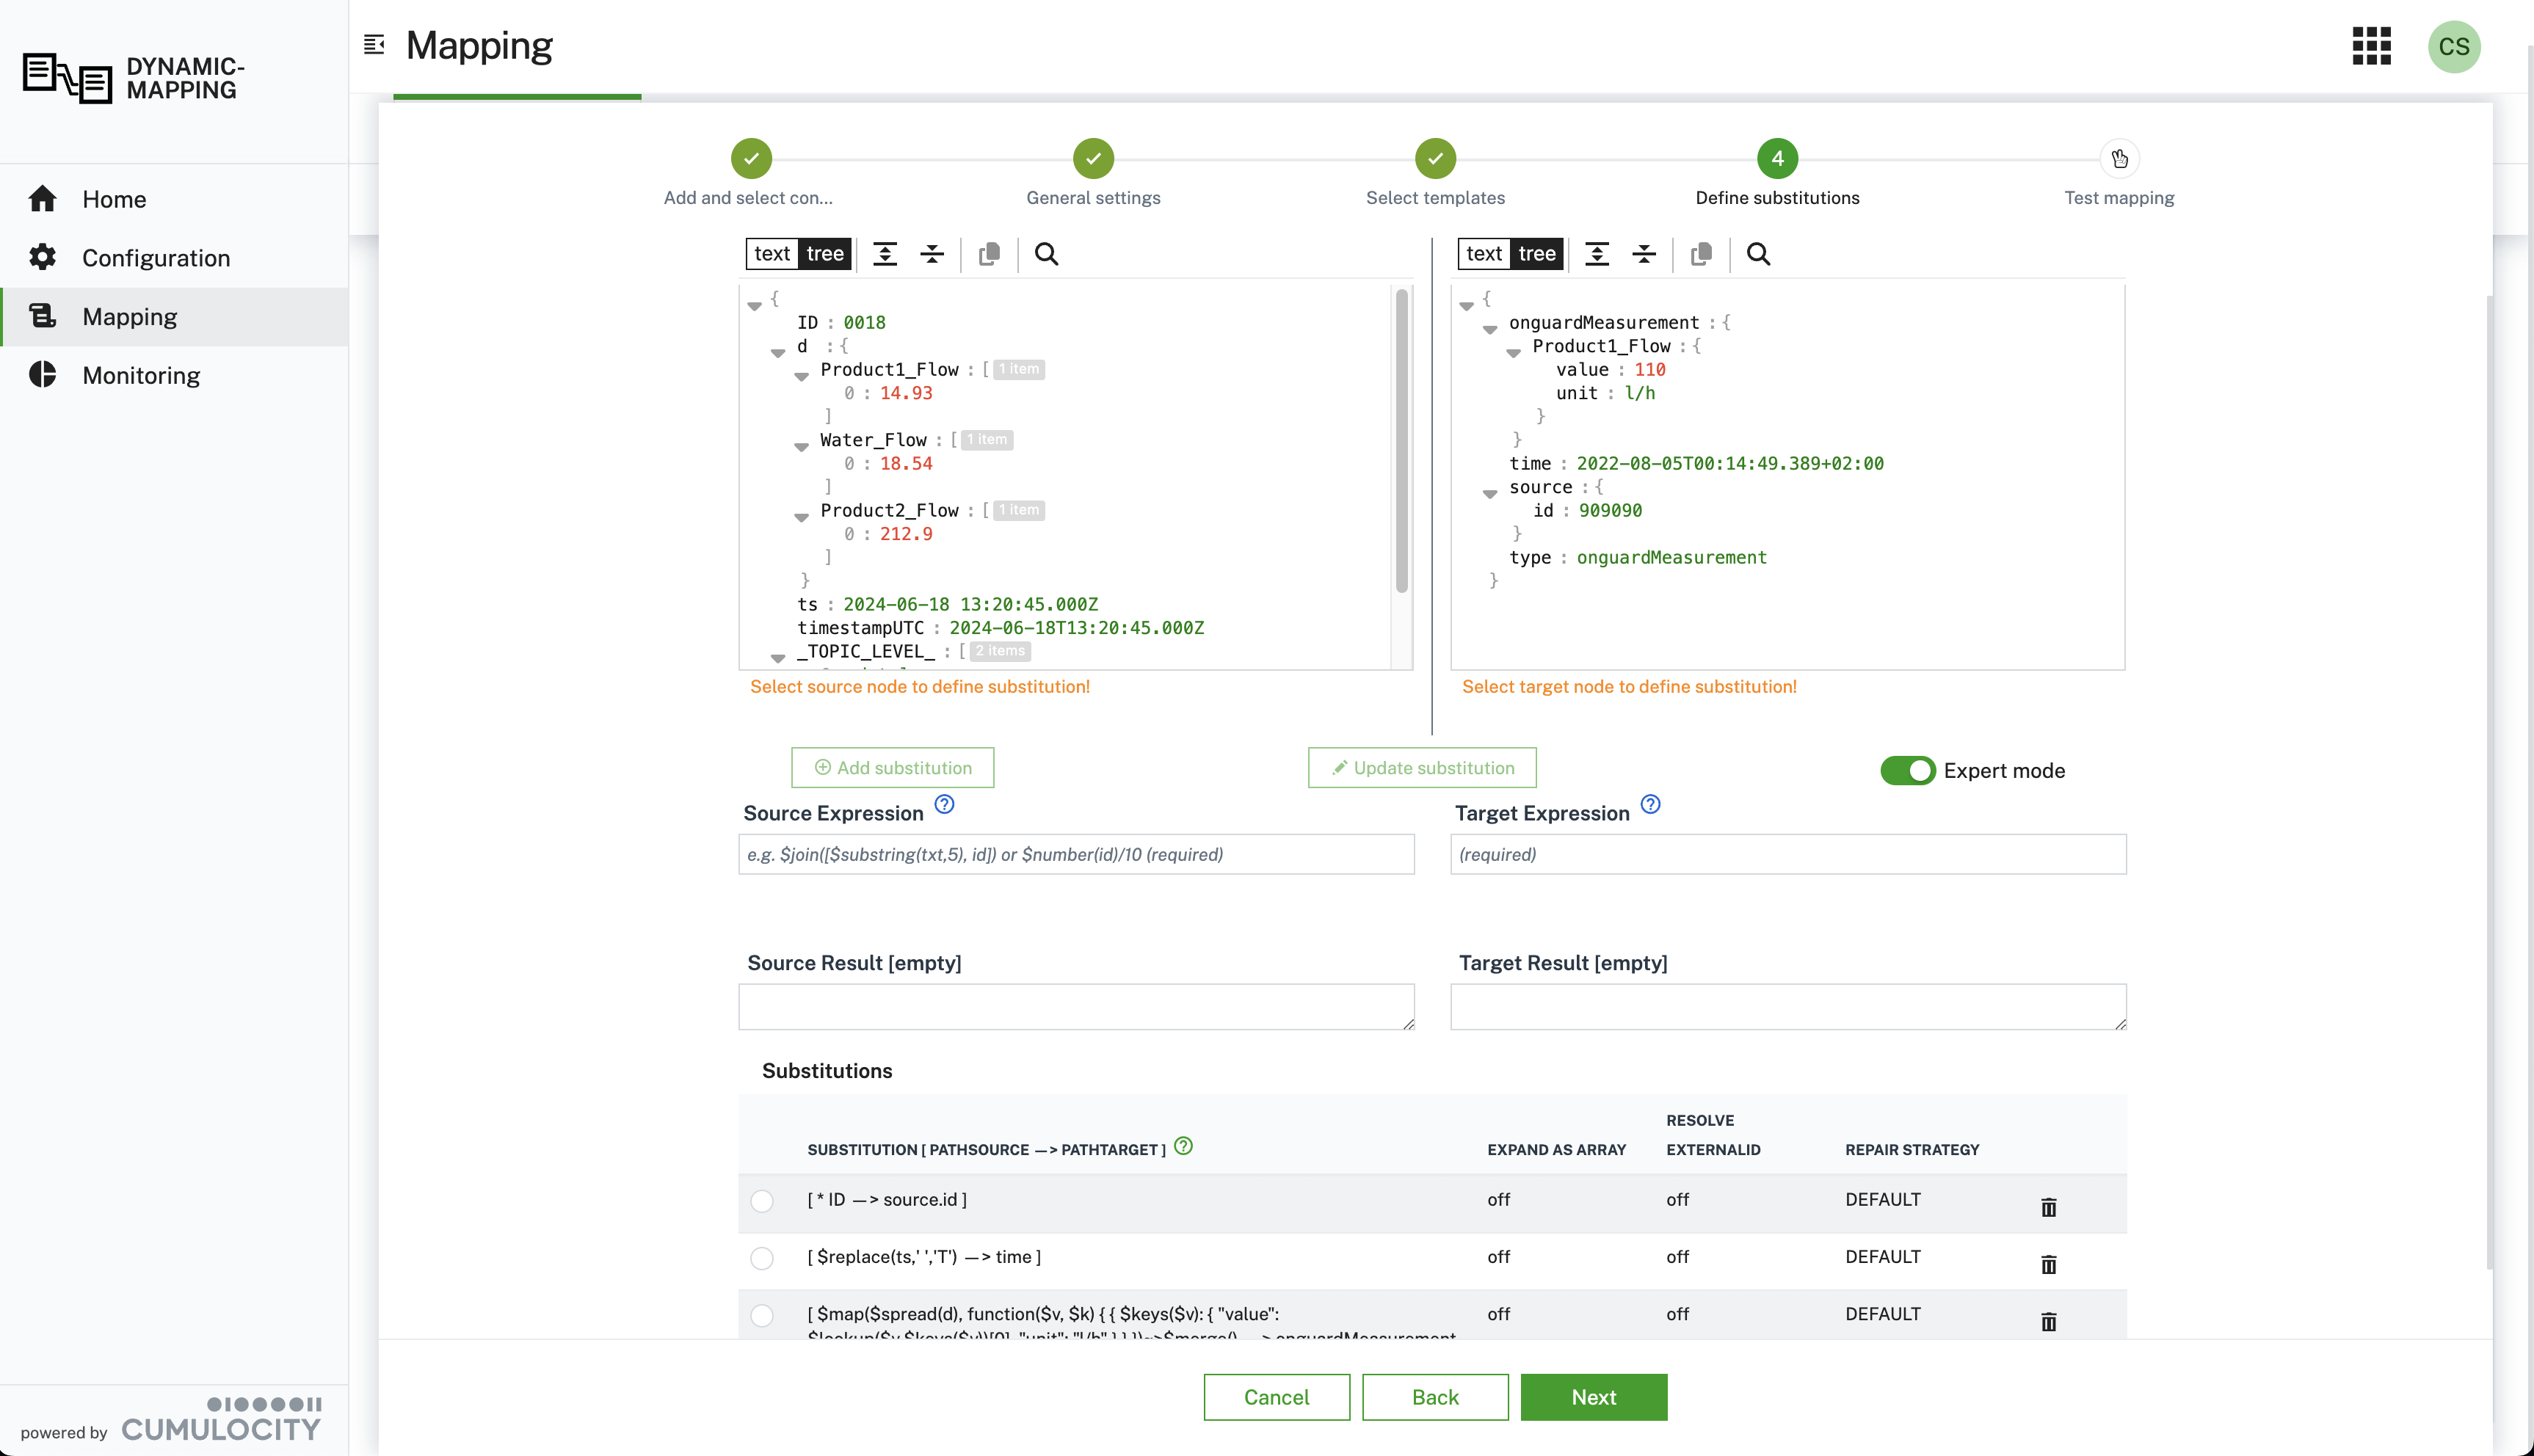 DYNAMIC-
MAPPING
Mapping
CS
Home
Configuration
Mapping
Monitoring
4
Add and select con...
General settings
Select templates
Define substitutions
Test mapping
text tree
text tree
{
ID : 0018
d : {
Product1_Flow : [ 1 item
0 : 14.93
]
Water_Flow : [ 1 item
0 : 18.54
]
Product2_Flow : [ 1 item
0 : 212.9
]
}
ts : 2024-06-18 13:20:45.000Z
timestampUTC : 2024-06-18T13:20:45.000Z
_TOPIC_LEVEL_ : [ 2 items
{
onguardMeasurement : {
Product1_Flow : {
value : 110
unit : l/h
}
}
time : 2022-08-05T00:14:49.389+02:00
source : {
id : 909090
}
type : onguardMeasurement
}
Select source node to define substitution!
Select target node to define substitution!
Add substitution
Update substitution
Expert mode
Source Expression ?
Target Expression ?
e.g. $join([$substring(txt,5), id]) or $number(id)/10 (required)
(required)
Source Result [empty]
Target Result [empty]
Substitutions
SUBSTITUTION [ PATHSOURCE —> PATHTARGET ] ?
EXPAND AS ARRAY
RESOLVE
EXTERNALID
REPAIR STRATEGY
[ * ID —> source.id ] off off DEFAULT
[ $replace(ts,' ','T') —> time ] off off DEFAULT
[ $map($spread(d), function($v, $k) { { $keys($v): { "value": off off DEFAULT
$lookup($v,$keys($v))[0], "unit": "l/h" } } })~>$merge() —> onguardMeasurement
Cancel
Back
Next
powered by CUMULOCITY